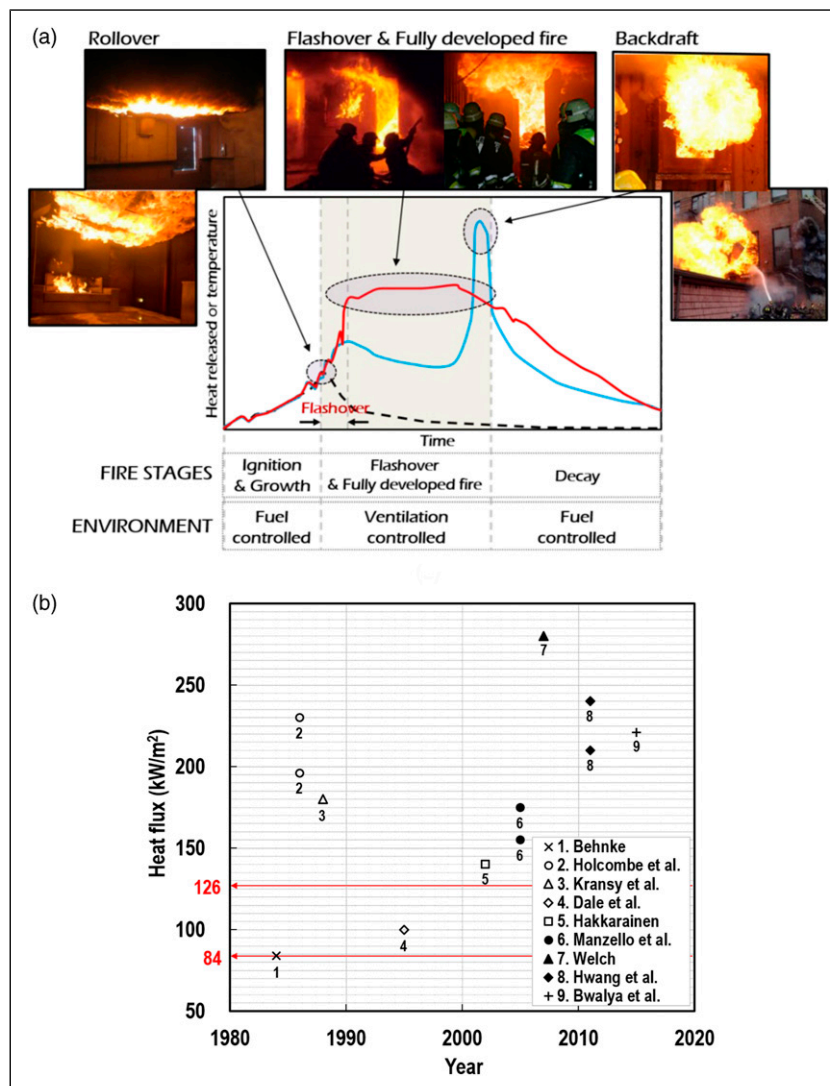 (a)
Rollover
Flashover & Fully developed fire
Backdraft
Heat released or temperature
Flashover
Time
FIRE STAGES
Ignition
& Growth
Flashover
& Fully developed fire
Decay
ENVIRONMENT
Fuel
controlled
Ventilation
controlled
Fuel
controlled
(b)
Heat flux (kW/m²)
300
250
200
150
126
100
84
50
1980
1990
2000
2010
2020
Year
1
2
2
3
4
5
6
6
7
8
8
9
1. Behnke
2. Holcombe et al.
3. Kransy et al.
4. Dale et al.
5. Hakkarainen
6. Manzello et al.
7. Welch
8. Hwang et al.
9. Bwalya et al.